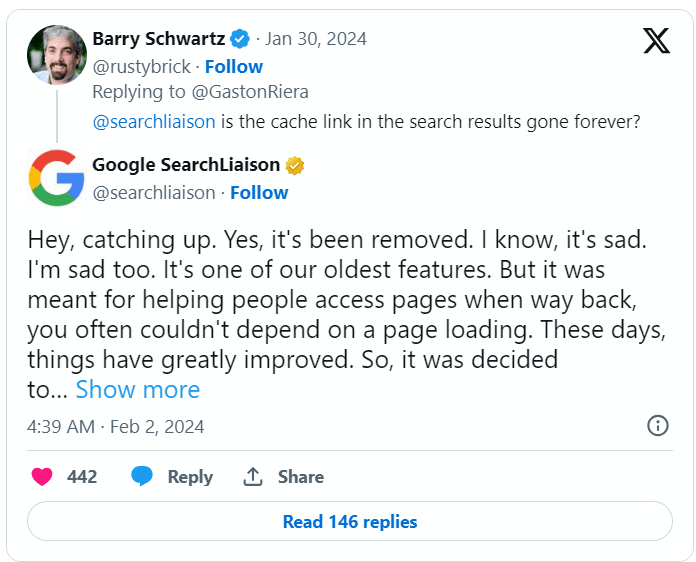 Barry Schwartz · Jan 30, 2024
@rustybrick · Follow
Replying to @GastonRiera
@searchliaison is the cache link in the search results gone forever?
Google SearchLiaison
@searchliaison · Follow
Hey, catching up. Yes, it's been removed. I know, it's sad.
I'm sad too. It's one of our oldest features. But it was
meant for helping people access pages when way back,
you often couldn't depend on a page loading. These days,
things have greatly improved. So, it was decided
to... Show more
4:39 AM · Feb 2, 2024
442 Reply Share
Read 146 replies